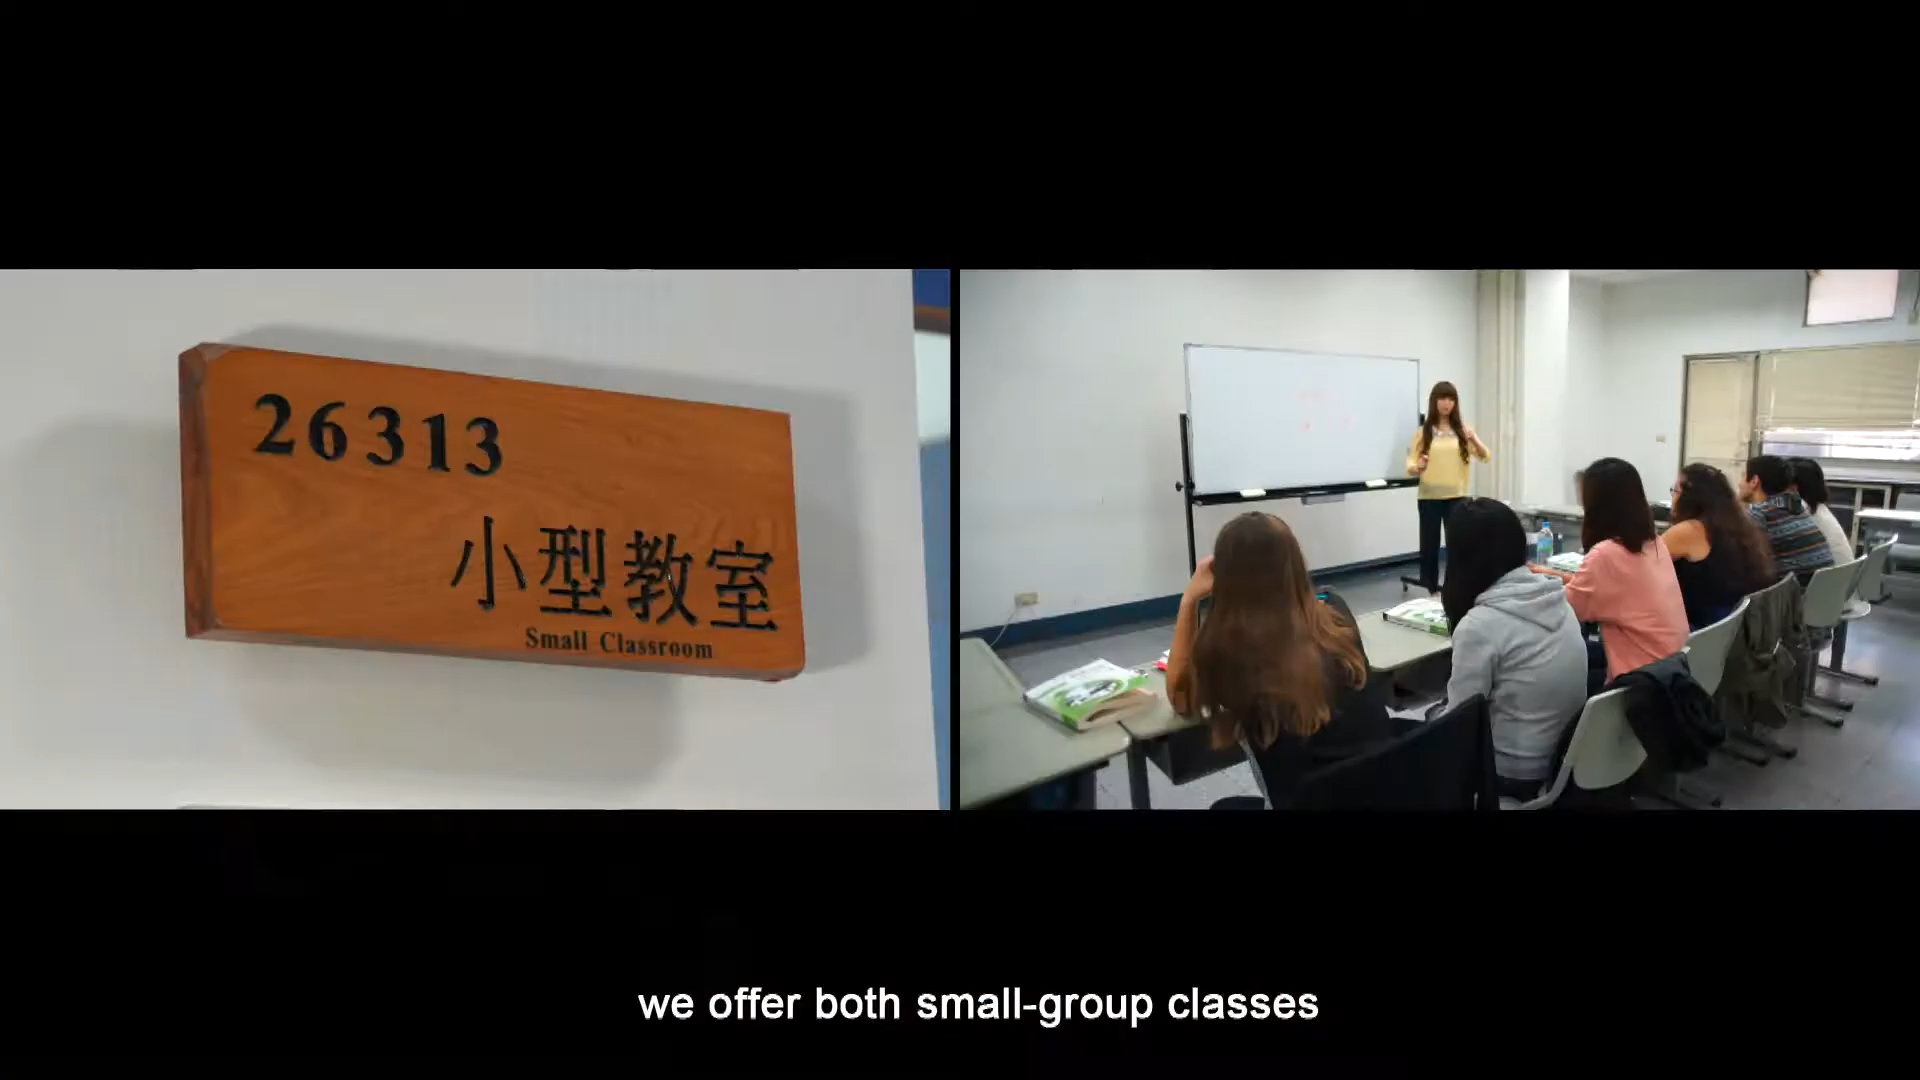 26313
小型教室
Small Classroom
we offer both small-group classes